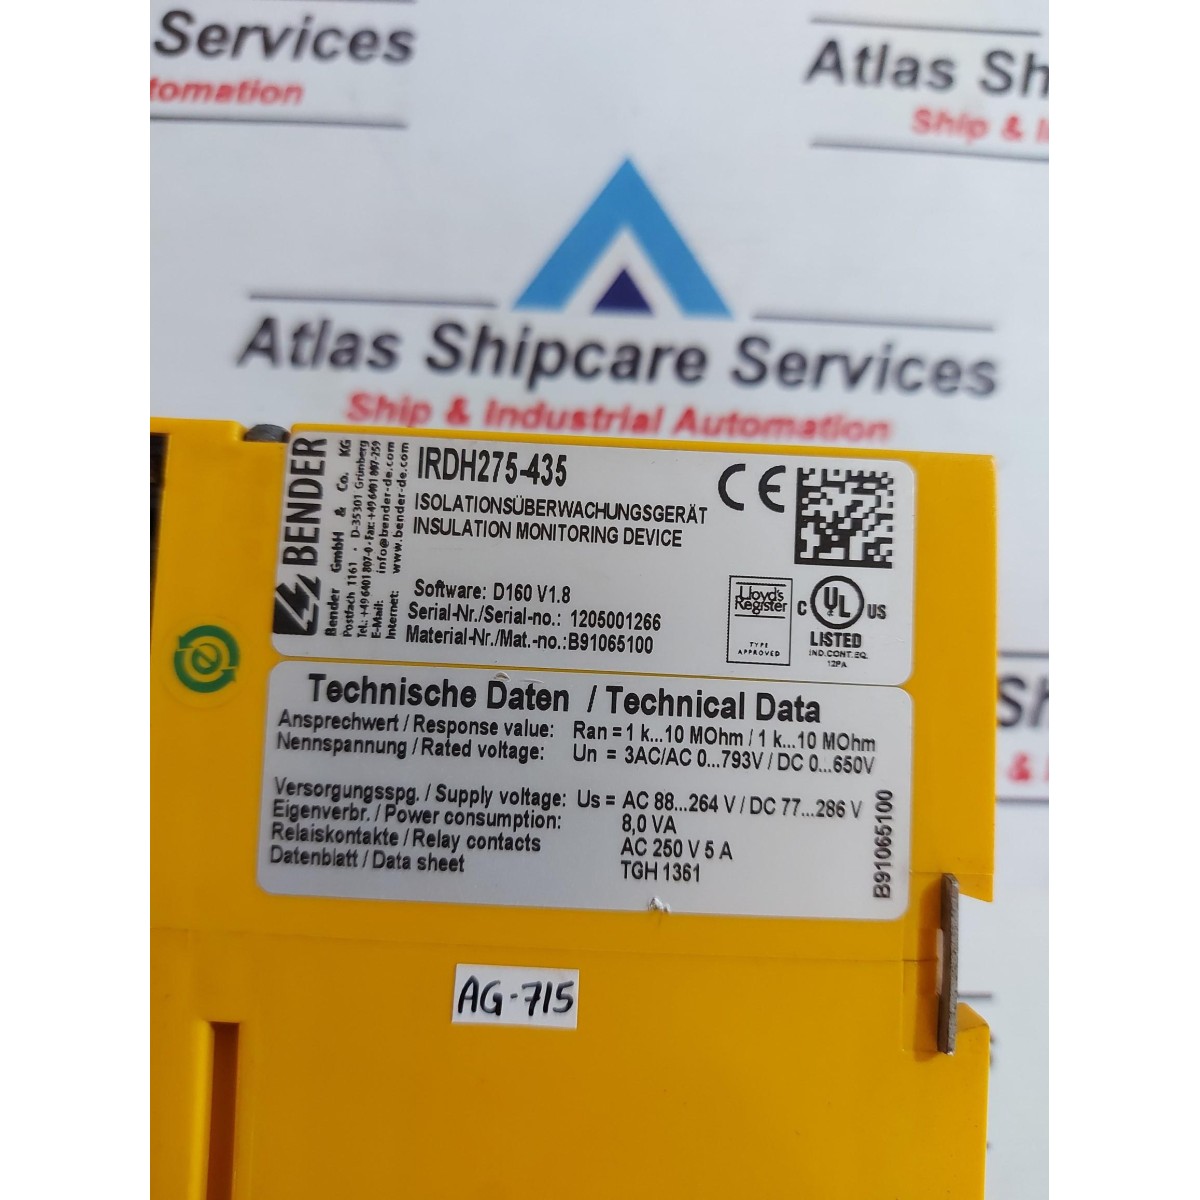 Services
tomation
Atlas Sh
Ship & I
Atlas Shipcare Services
Ship & Industrial Automation
BENDER
Bender GmbH & Co. KG
Postfach 1161 • D-35301 Grünberg
Tel.: +49 6401 807-0 • Fax: +49 6401 807-259
E-Mail: info@bender-de.com
Internet: www.bender-de.com
IRDH275-435
ISOLATIONSÜBERWACHUNGSGERÄT
INSULATION MONITORING DEVICE
CE
Software: D160 V1.8
Serial-Nr./Serial-no.: 1205001266
Material-Nr./Mat.-no.:B91065100
Lloyd's
Register
TYPE
APPROVED
C UL US
LISTED
IND.CONT.EQ.
12PA
Technische Daten / Technical Data
Ansprechwert / Response value: Ran = 1 k...10 MOhm / 1 k...10 MOhm
Nennspannung / Rated voltage: Un = 3AC/AC 0...793V / DC 0...650V
Versorgungsspg. / Supply voltage: Us = AC 88...264 V / DC 77...286 V
Eigenverbr. / Power consumption: 8,0 VA
Relaiskontakte / Relay contacts AC 250 V 5 A
Datenblatt / Data sheet TGH 1361
B91065100
Sh
& I
AG-715